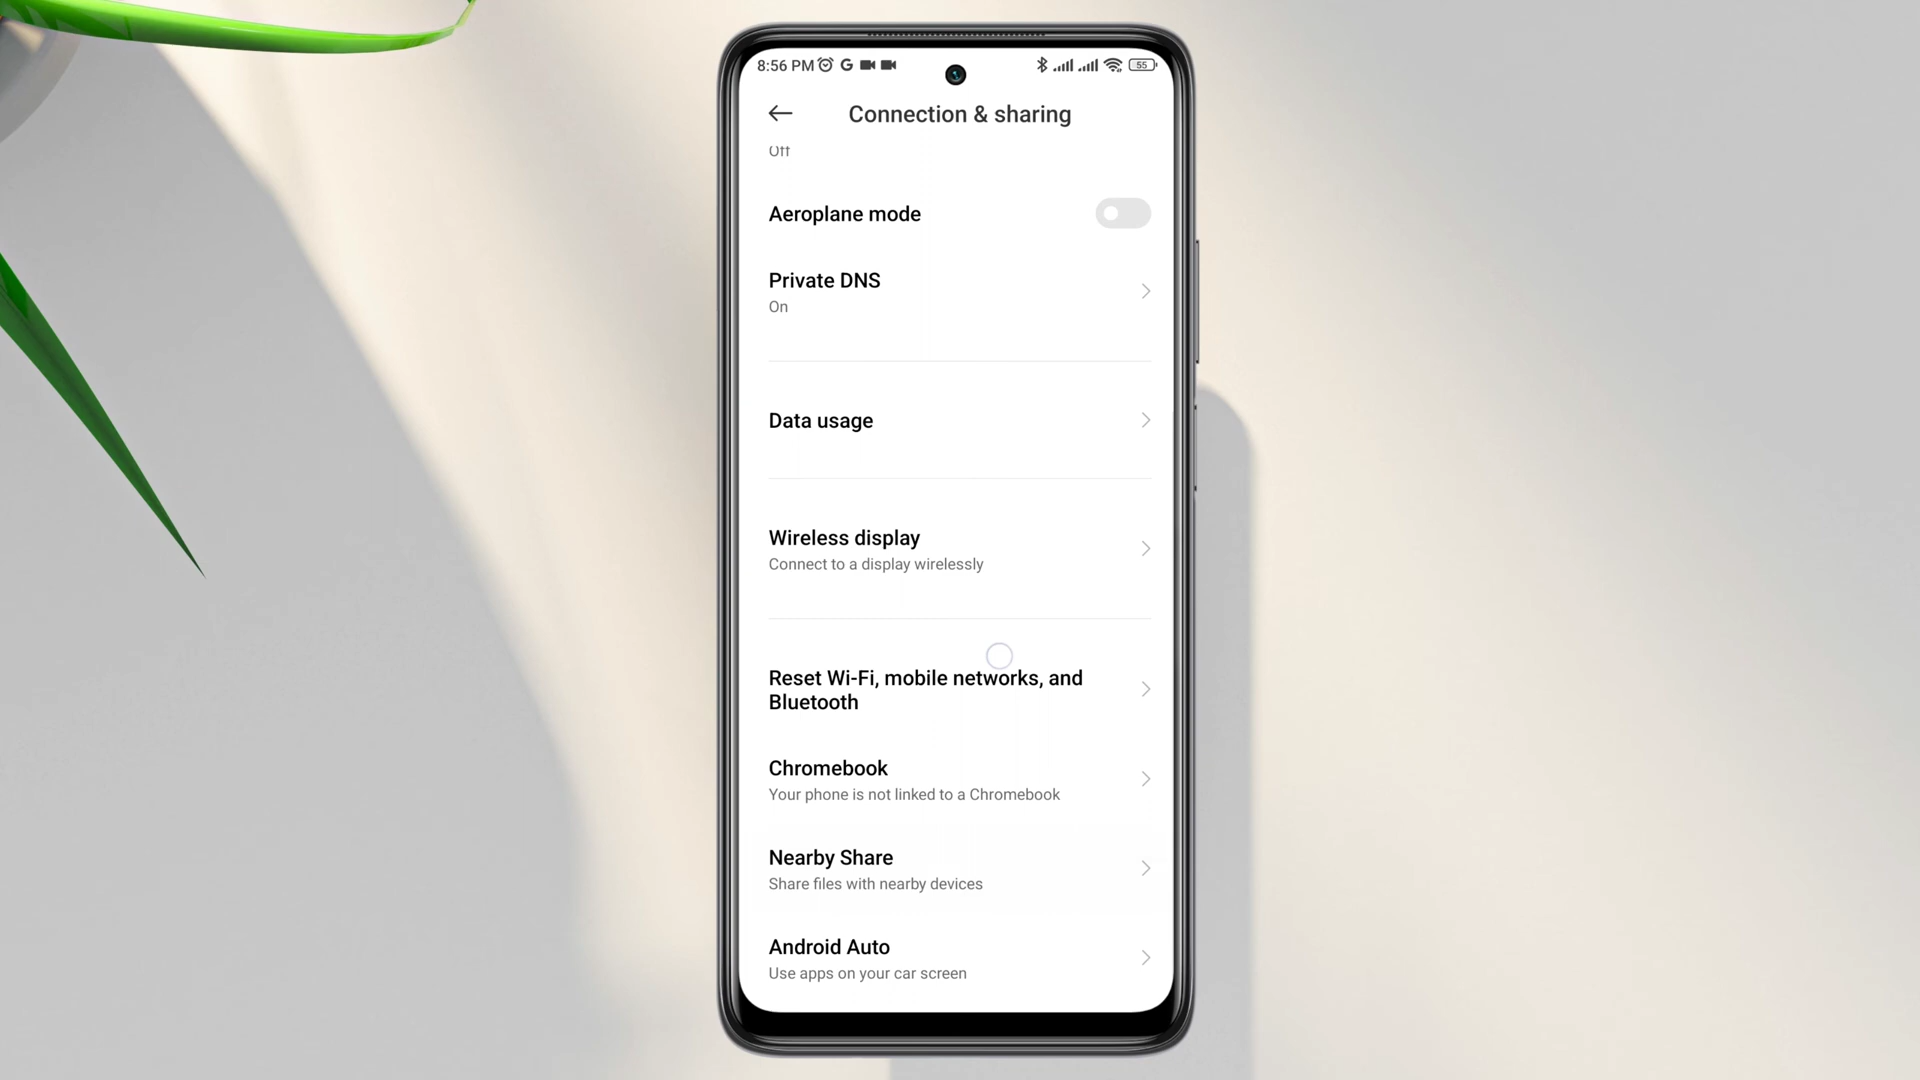 8:56 PM G 55
Connection & sharing
Off
Aeroplane mode
Private DNS
On
Data usage
Wireless display
Connect to a display wirelessly
Reset Wi-Fi, mobile networks, and
Bluetooth
Chromebook
Your phone is not linked to a Chromebook
Nearby Share
Share files with nearby devices
Android Auto
Use apps on your car screen